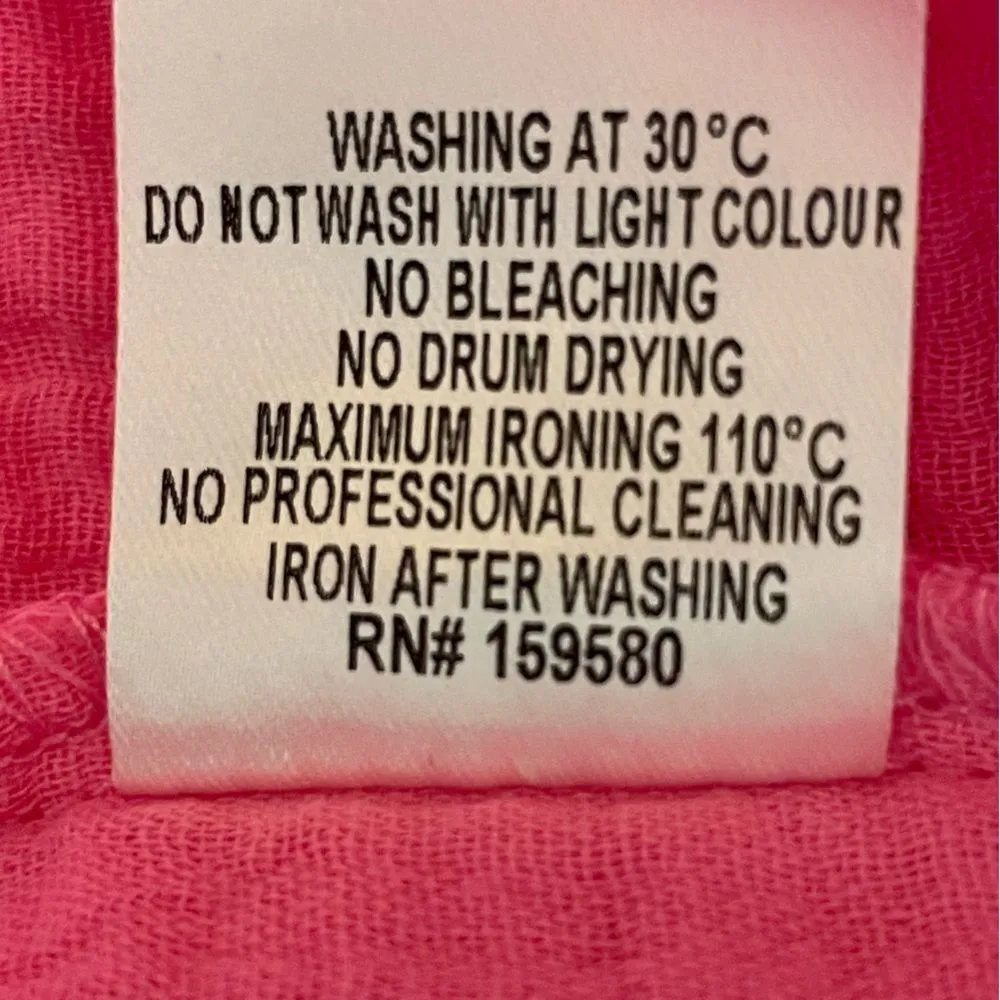 WASHING AT 30°C
DO NOT WASH WITH LIGHT COLOUR
NO BLEACHING
NO DRUM DRYING
MAXIMUM IRONING 110°C
NO PROFESSIONAL CLEANING
IRON AFTER WASHING
RN# 159580